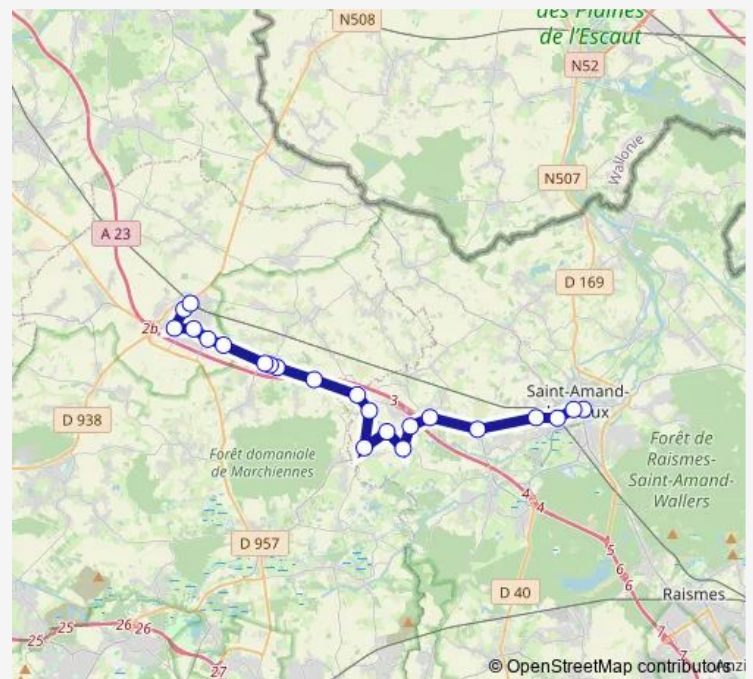 N508
des Plaines
de l'Escaut
N52
Wallonie
N507
A 23
D 169
2b
3
Saint-Amand-
ux
D 938
Forêt domaniale
de Marchiennes
Forêt de
Raismes-
Saint-Amand-
Wallers
4
4
D 957
5
6
6
D 40
Raismes
25
25
26
26
27
1
7
© OpenStreetMap contributors